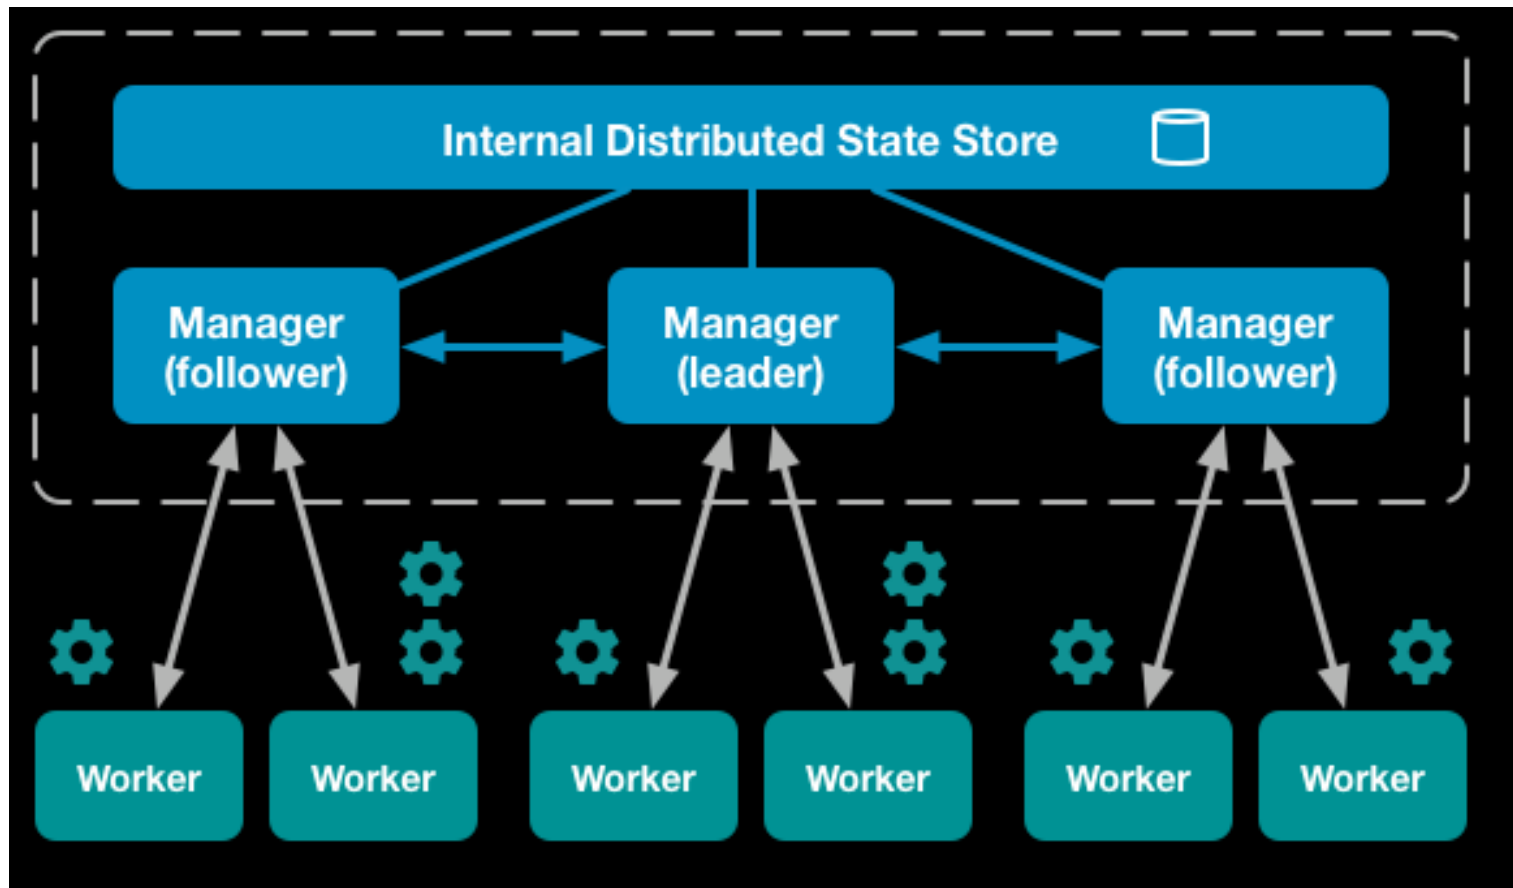 Internal Distributed State Store
Manager
(follower)
Manager
(leader)
Manager
(follower)
Worker
Worker
Worker
Worker
Worker
Worker